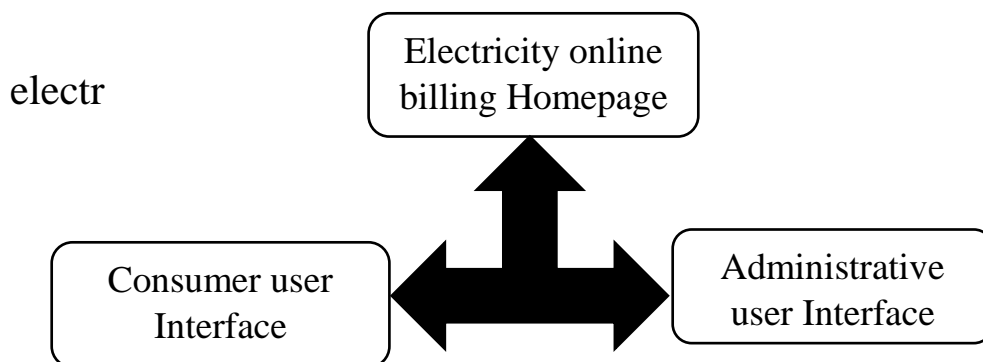 Electricity online
billing Homepage
electr
Consumer user
Interface
Administrative
user Interface